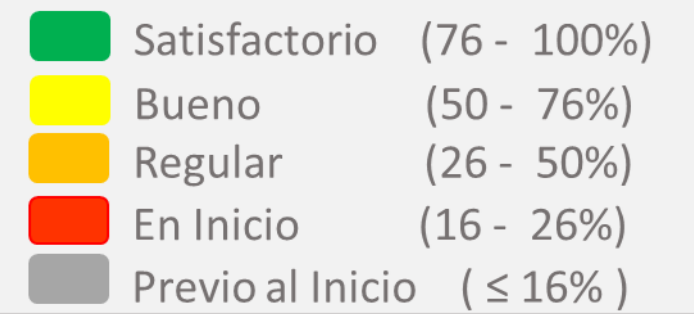 Satisfactorio (76 - 100%)
Bueno (50 - 76%)
Regular (26 - 50%)
En Inicio (16 - 26%)
Previo al Inicio ( ≤ 16% )